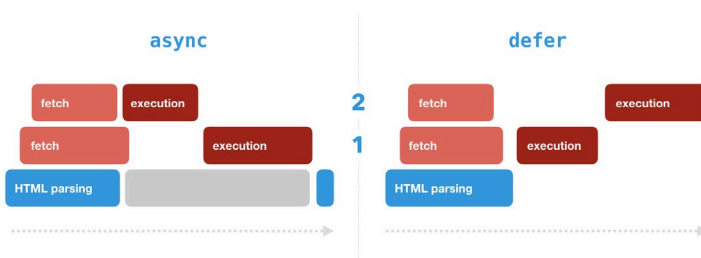 async
defer
fetch execution
2
fetch execution
fetch execution
1
fetch execution
HTML parsing
HTML parsing